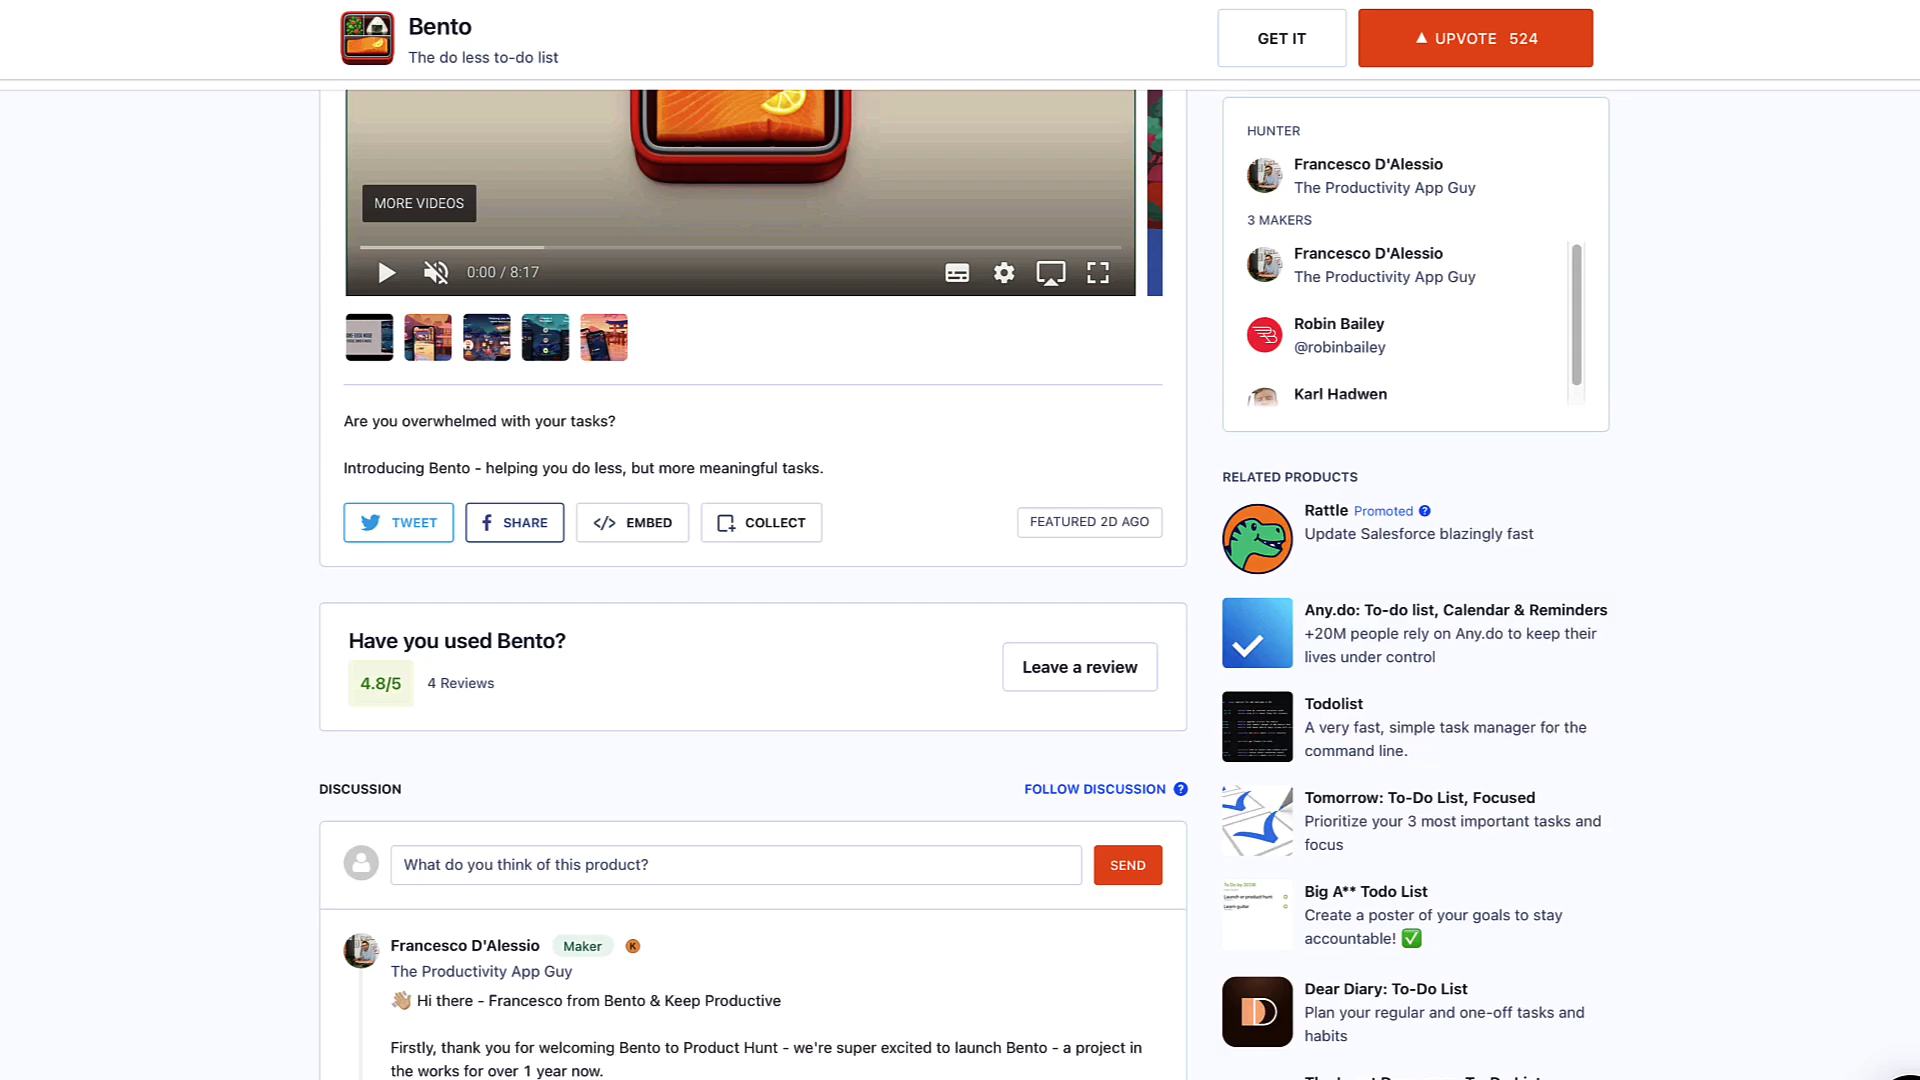 Bento
The do less to-do list
GET IT
UPVOTE 524
MORE VIDEOS
0:00 / 8:17
Are you overwhelmed with your tasks?
Introducing Bento - helping you do less, but more meaningful tasks.
TWEET
SHARE
</> EMBED
COLLECT
FEATURED 2D AGO
Have you used Bento?
4.8/5
4 Reviews
Leave a review
DISCUSSION
FOLLOW DISCUSSION ?
What do you think of this product?
SEND
Francesco D'Alessio Maker K
The Productivity App Guy
👋🏼 Hi there - Francesco from Bento & Keep Productive
Firstly, thank you for welcoming Bento to Product Hunt - we're super excited to launch Bento - a project in
the works for over 1 year now.
HUNTER
Francesco D'Alessio
The Productivity App Guy
3 MAKERS
Francesco D'Alessio
The Productivity App Guy
Robin Bailey
@robinbailey
Karl Hadwen
RELATED PRODUCTS
Rattle Promoted ?
Update Salesforce blazingly fast
Any.do: To-do list, Calendar & Reminders
+20M people rely on Any.do to keep their
lives under control
Todolist
A very fast, simple task manager for the
command line.
Tomorrow: To-Do List, Focused
Prioritize your 3 most important tasks and
focus
Big A** Todo List
Create a poster of your goals to stay
accountable! ✅
Dear Diary: To-Do List
Plan your regular and one-off tasks and
habits